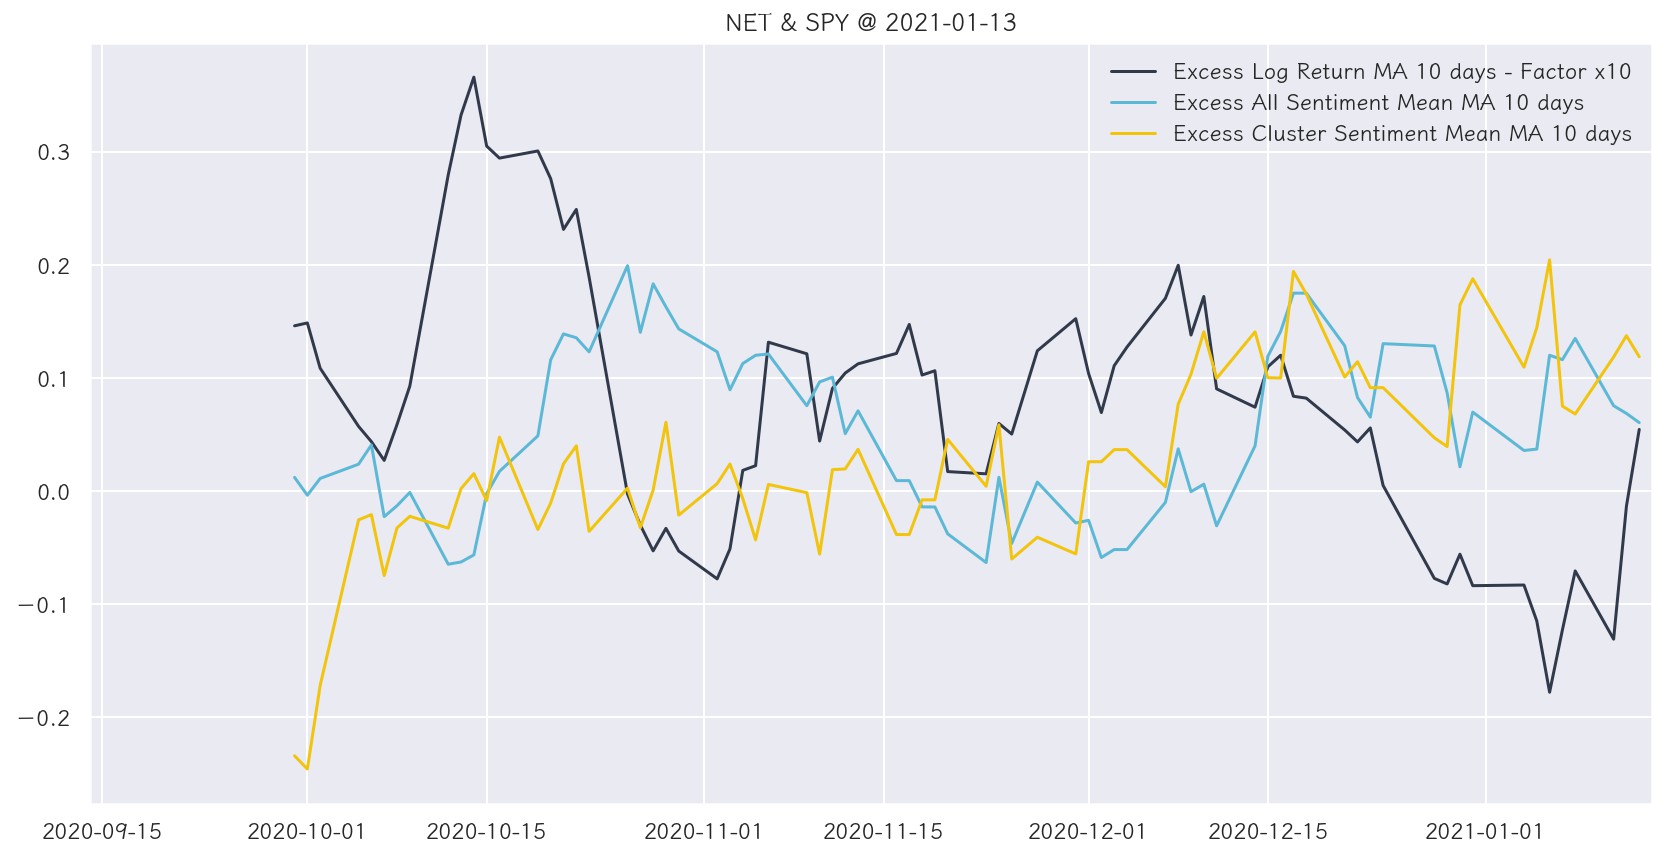 NET & SPY @ 2021-01-13
Excess Log Return MA 10 days - Factor x10
Excess All Sentiment Mean MA 10 days
Excess Cluster Sentiment Mean MA 10 days
0.3
0.2
0.1
0.0
−0.1
−0.2
2020-09-15 2020-10-01 2020-10-15 2020-11-01 2020-11-15 2020-12-01 2020-12-15 2021-01-01